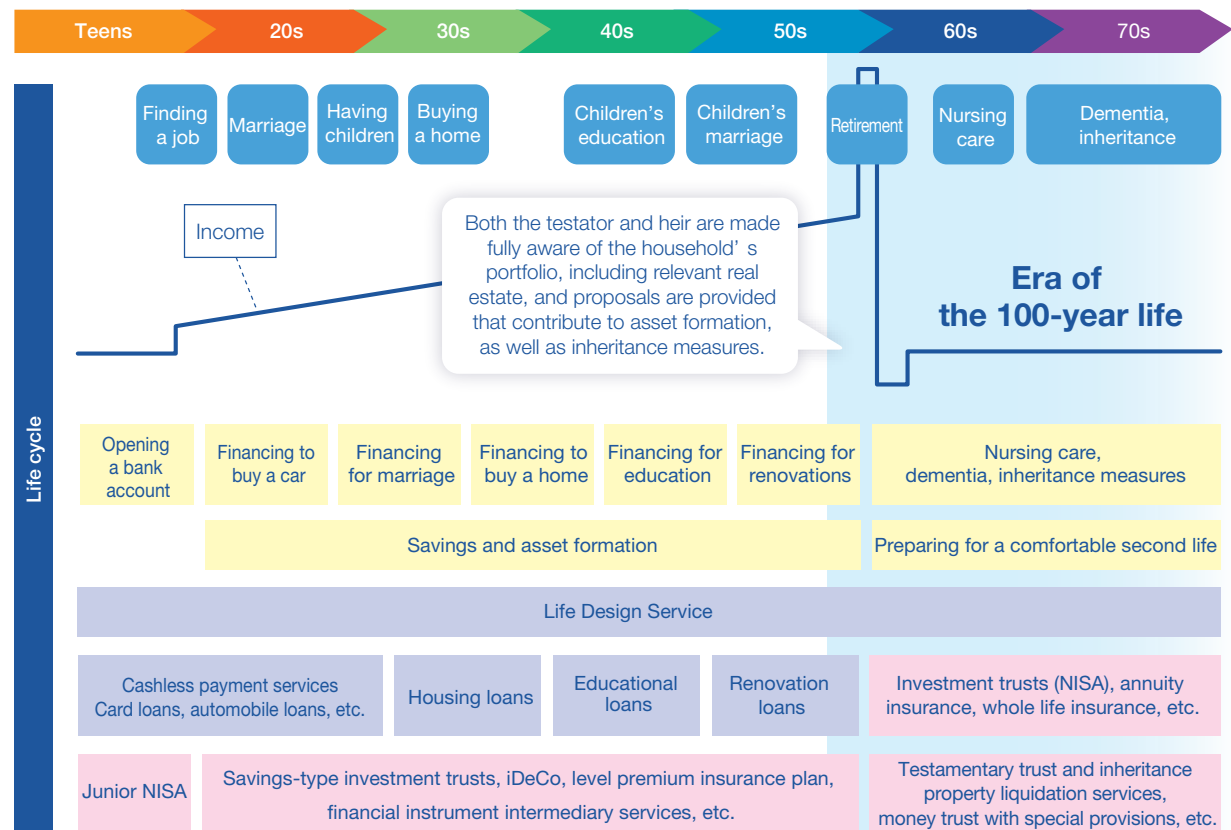 Teens
20s
30s
40s
50s
60s
70s
Life cycle
Finding
a job
Marriage
Having
children
Buying
a home
Children's
education
Children's
marriage
Retirement
Nursing
care
Dementia,
inheritance
Income
Both the testator and heir are made
fully aware of the household' s
portfolio, including relevant real
estate, and proposals are provided
that contribute to asset formation,
as well as inheritance measures.
Era of
the 100-year life
Opening
a bank
account
Financing to
buy a car
Financing
for marriage
Financing to
buy a home
Financing for
education
Financing for
renovations
Nursing care,
dementia, inheritance measures
Savings and asset formation
Preparing for a comfortable second life
Life Design Service
Cashless payment services
Card loans, automobile loans, etc.
Housing loans
Educational
loans
Renovation
loans
Investment trusts (NISA), annuity
insurance, whole life insurance, etc.
Junior NISA
Savings-type investment trusts, iDeCo, level premium insurance plan,
financial instrument intermediary services, etc.
Testamentary trust and inheritance
property liquidation services,
money trust with special provisions, etc.